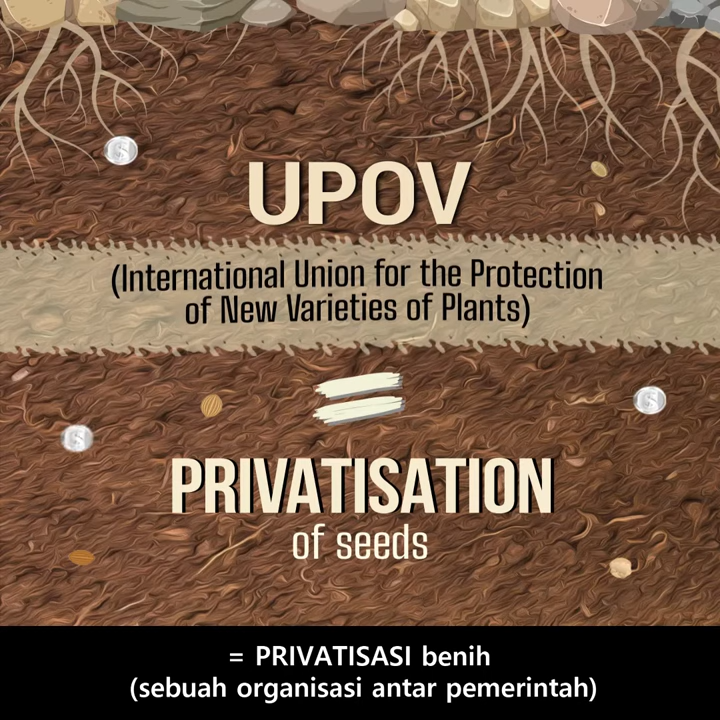 UPOV
(International Union for the Protection
of New Varieties of Plants)
=
PRIVATISATION
of seeds
= PRIVATISASI benih
(sebuah organisasi antar pemerintah)